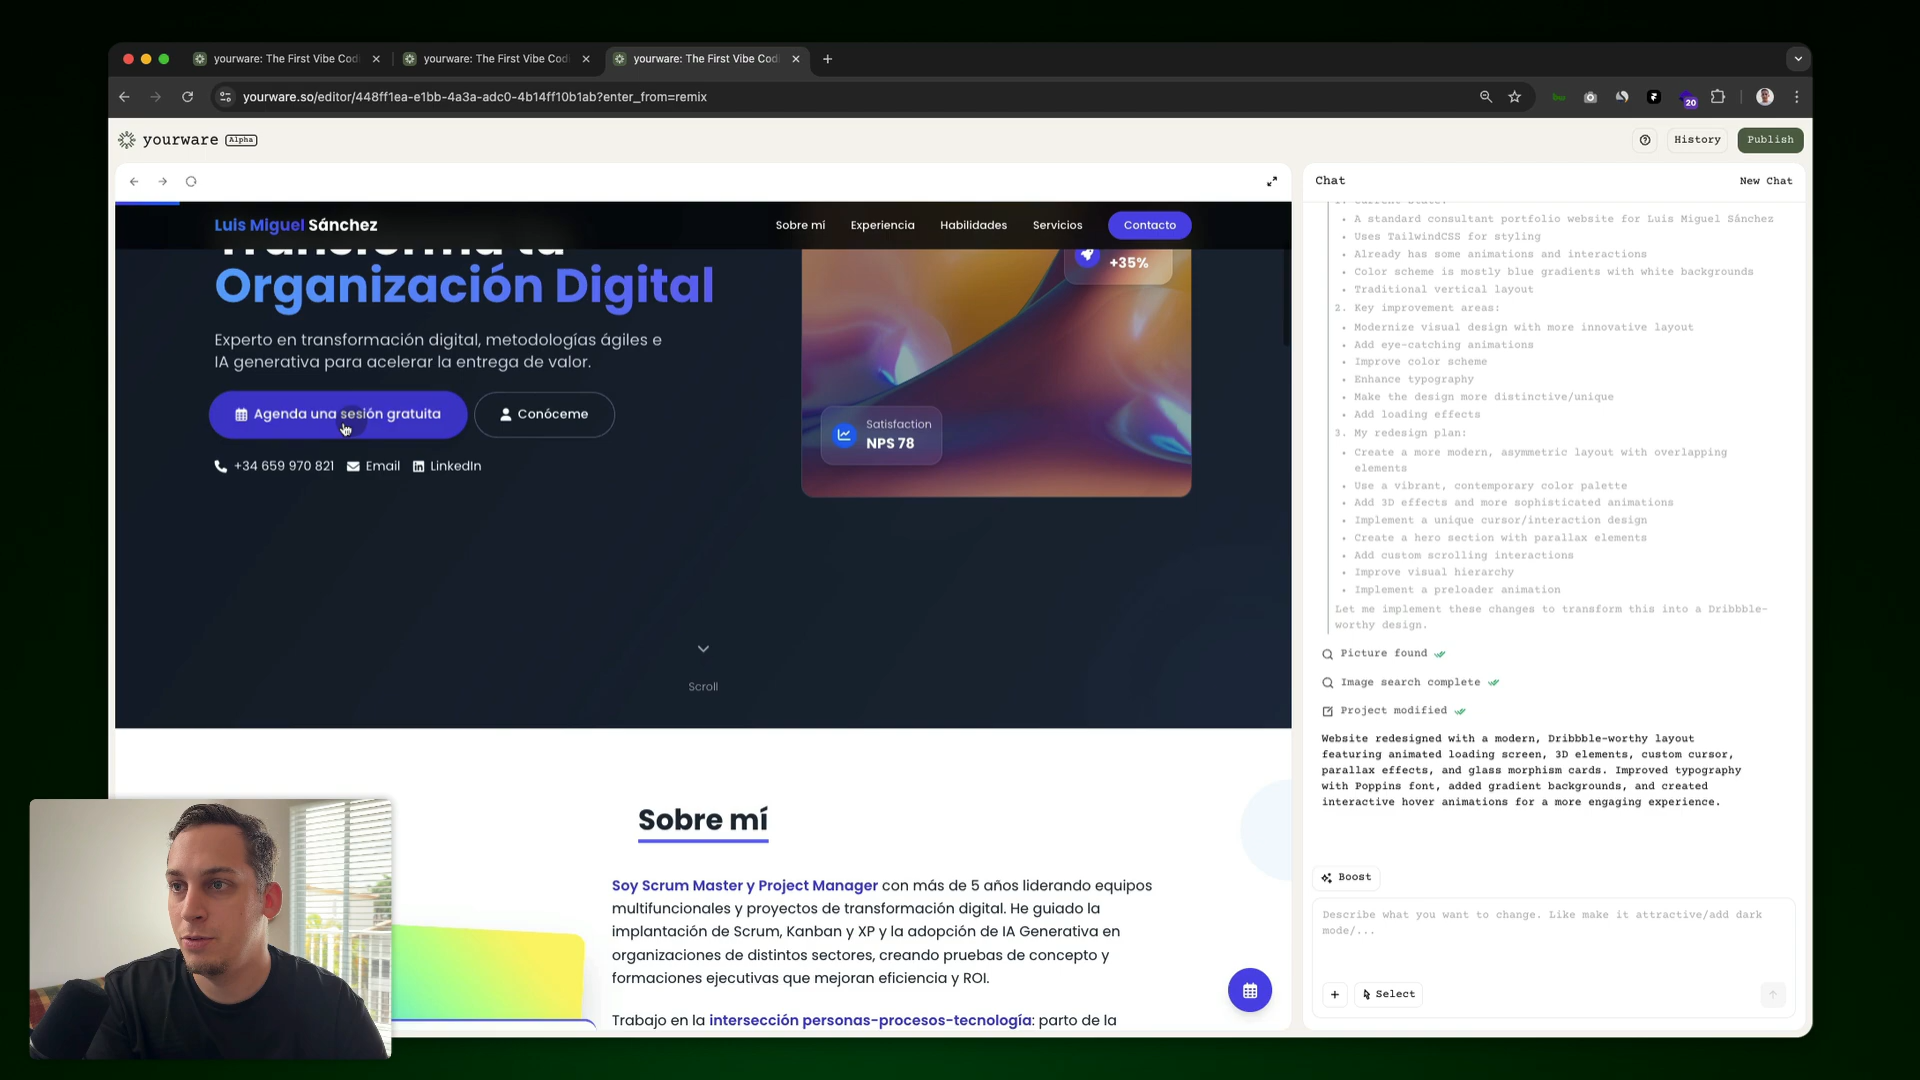 yourware: The First Vibe Cod
yourware: The First Vibe Cod
yourware: The First Vibe Cod
yourware.so/editor/448ff1ea-e1bb-4a3a-adc0-4b14ff10b1ab?enter_from=remix
20
yourware Alpha
History
Publish
Luis Miguel Sánchez
Sobre mí
Experiencia
Habilidades
Servicios
Contacto
Transforma tu
Organización Digital
Experto en transformación digital, metodologías ágiles e
IA generativa para acelerar la entrega de valor.
Agenda una sesión gratuita
Conóceme
+34 659 970 821
Email
LinkedIn
+35%
Satisfaction
NPS 78
Scroll
Sobre mí
Soy Scrum Master y Project Manager con más de 5 años liderando equipos
multifuncionales y proyectos de transformación digital. He guiado la
implantación de Scrum, Kanban y XP y la adopción de IA Generativa en
organizaciones de distintos sectores, creando pruebas de concepto y
formaciones ejecutivas que mejoran eficiencia y ROI.
Trabajo en la intersección personas-procesos-tecnología: parto de la
Chat
New Chat
1. Current State:
• A standard consultant portfolio website for Luis Miguel Sánchez
• Uses TailwindCSS for styling
• Already has some animations and interactions
• Color scheme is mostly blue gradients with white backgrounds
• Traditional vertical layout
2. Key improvement areas:
• Modernize visual design with more innovative layout
• Add eye-catching animations
• Improve color scheme
• Enhance typography
• Make the design more distinctive/unique
• Add loading effects
3. My redesign plan:
• Create a more modern, asymmetric layout with overlapping
elements
• Use a vibrant, contemporary color palette
• Add 3D effects and more sophisticated animations
• Implement a unique cursor/interaction design
• Create a hero section with parallax elements
• Add custom scrolling interactions
• Improve visual hierarchy
• Implement a preloader animation
Let me implement these changes to transform this into a Dribbble-
worthy design.
Picture found
Image search complete
Project modified
Website redesigned with a modern, Dribbble-worthy layout
featuring animated loading screen, 3D elements, custom cursor,
parallax effects, and glass morphism cards. Improved typography
with Poppins font, added gradient backgrounds, and created
interactive hover animations for a more engaging experience.
Boost
Describe what you want to change. Like make it attractive/add dark
mode/...
Select